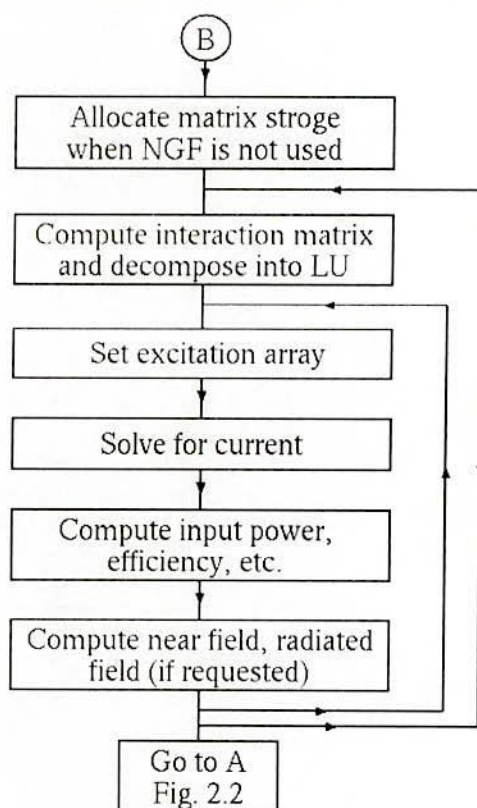 B
Allocate matrix stroge
when NGF is not used
Compute interaction matrix
and decompose into LU
Set excitation array
Solve for current
Compute input power,
efficiency, etc.
Compute near field, radiated
field (if requested)
Go to A
Fig. 2.2